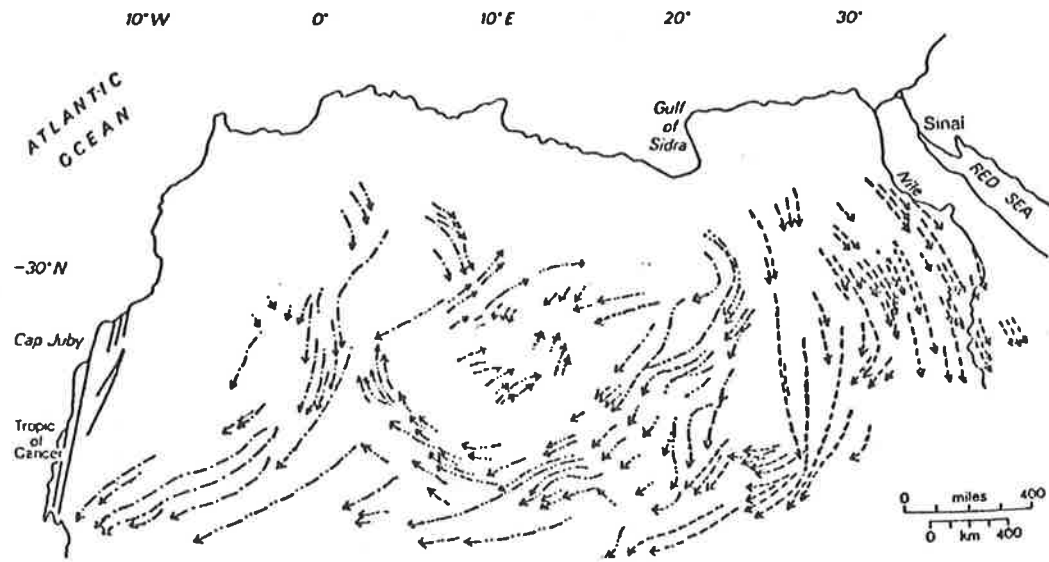 10°W 0° 10°E 20° 30°
ATLANTIC
OCEAN
Gulf
of
Sidra
Sinai
RED SEA
Nile
-30°N
Cap Juby
Tropic
of
Cancer
0 miles 400
0 km 400